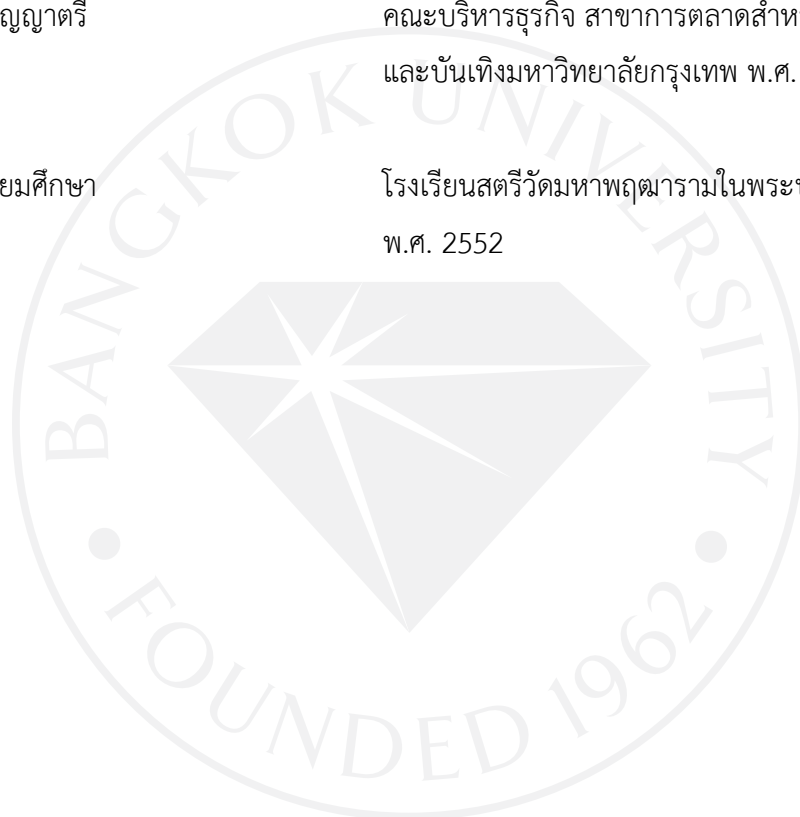 ญญาตรี คณะบริหารธุรกิจ สาขาการตลาดสำห
และบันเทิงมหาวิทยาลัยกรุงเทพ พ.ศ.
ยมศึกษา โรงเรียนสตรีวัดมหาพฤฒารามในพระ
พ.ศ. 2552
BANGKOK UNIVERSITY
FOUNDED 1962